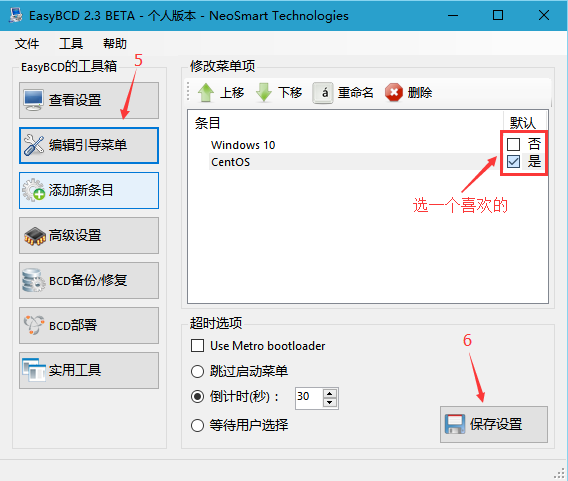 EasyBCD 2.3 BETA - 个人版本 - NeoSmart Technologies
文件 工具 帮助
5
EasyBCD的工具箱
查看设置
编辑引导菜单
添加新条目
高级设置
BCD备份/修复
BCD部署
实用工具
修改菜单项
上移 下移 á 重命名 删除
条目 默认
Windows 10 否
CentOS 是
选一个喜欢的
超时选项
Use Metro bootloader
跳过启动菜单
倒计时(秒)： 30
等待用户选择
6
保存设置